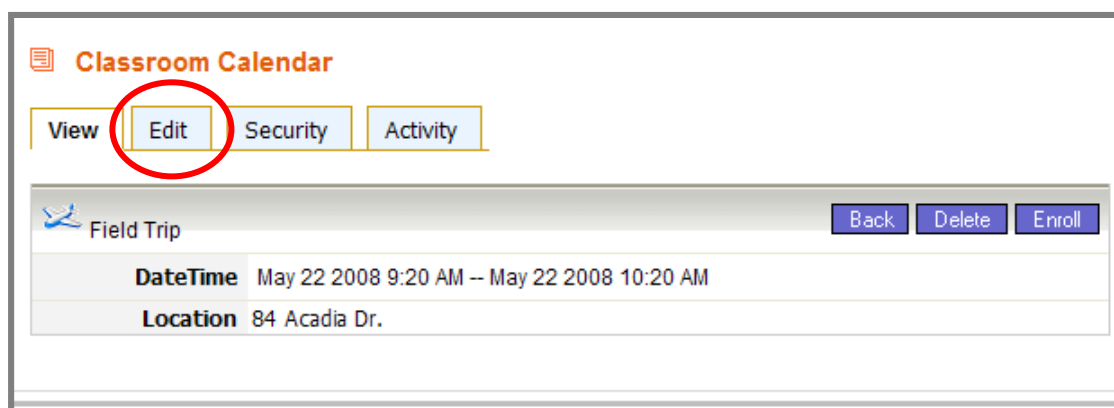 Classroom Calendar
View Edit Security Activity
Field Trip Back Delete Enroll
DateTime May 22 2008 9:20 AM -- May 22 2008 10:20 AM
Location 84 Acadia Dr.